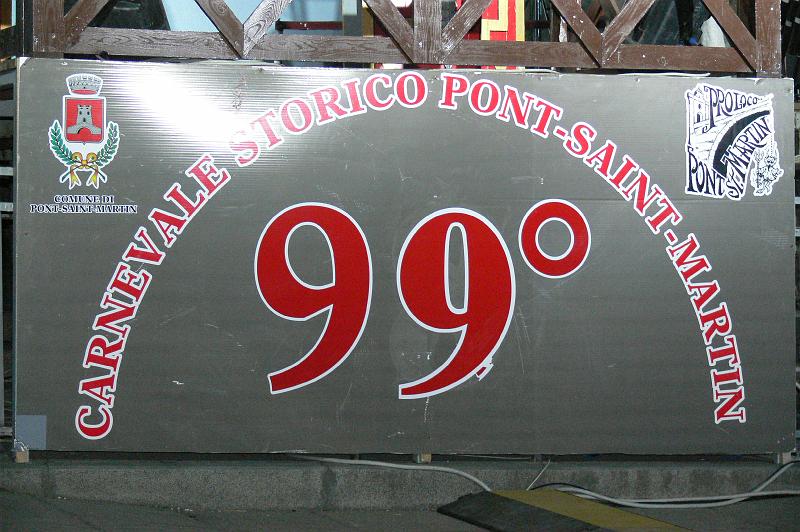 CARNEVALE STORICO PONT-SAINT-MARTIN
99°
COMUNE DI
PONT-SAINT-MARTIN
PROLOCO
PONT
ST MARTIN